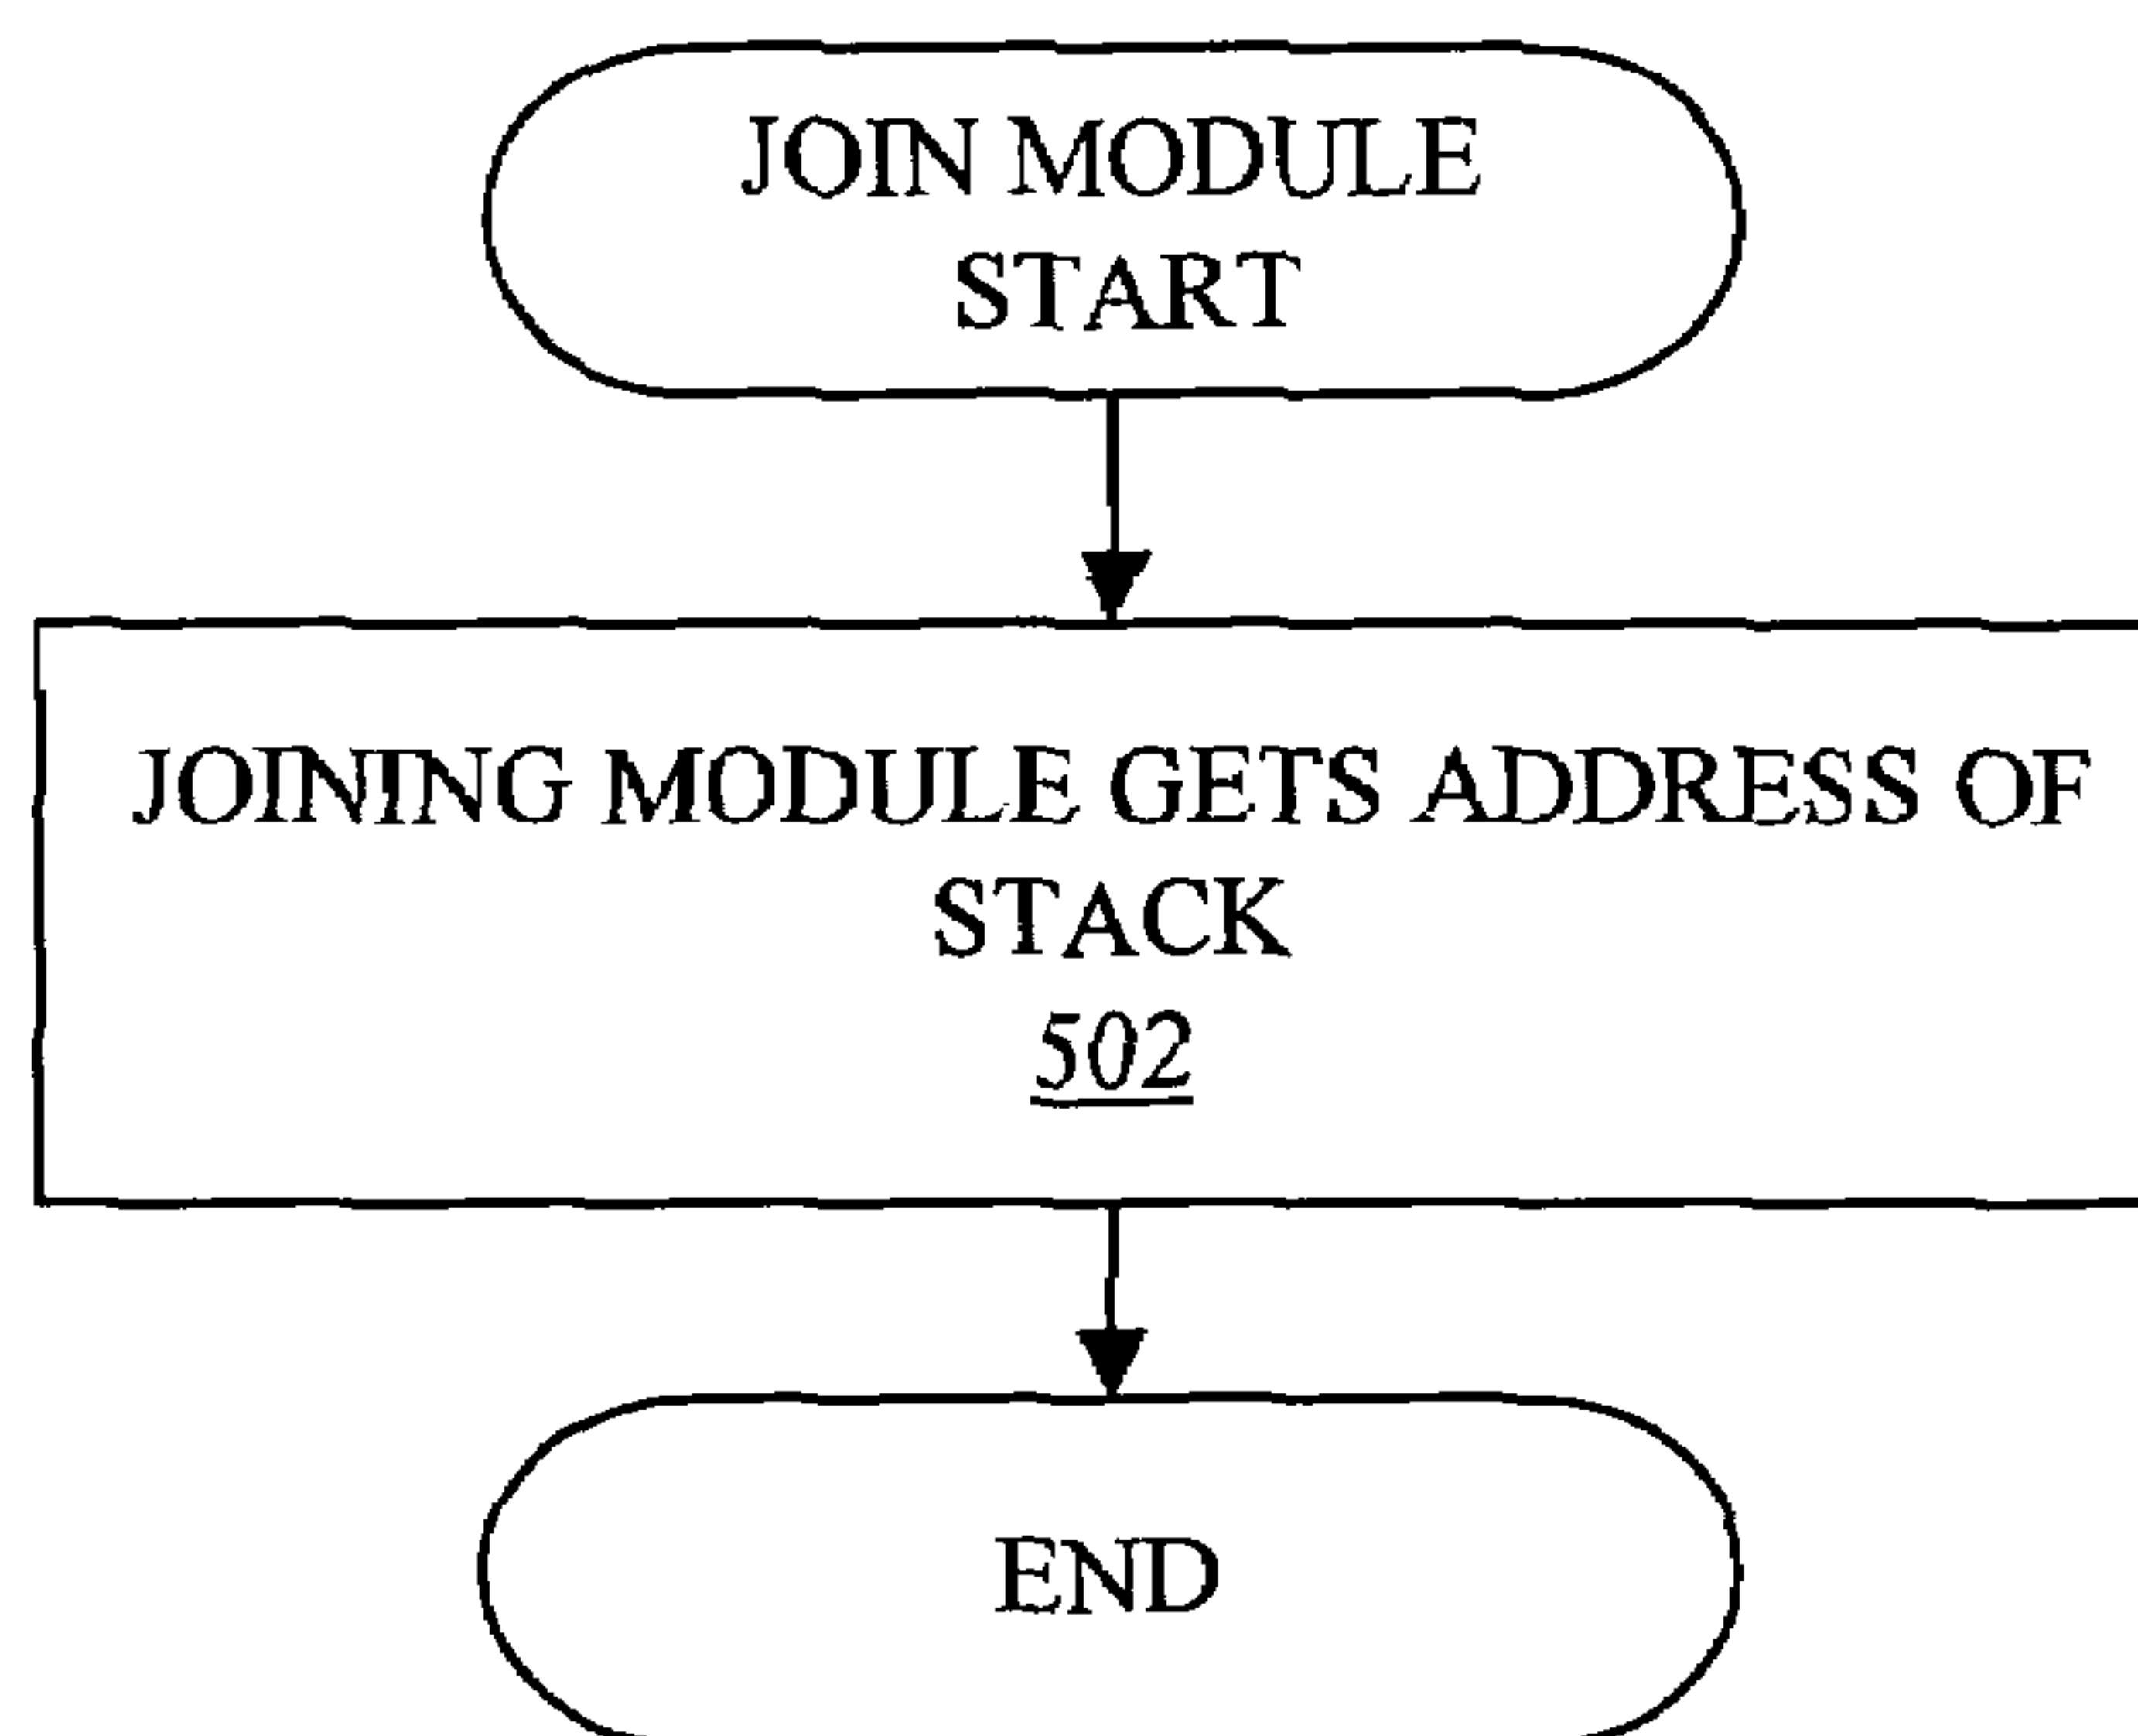 JOIN MODULE
START
JOINING MODULE GETS ADDRESS OF
STACK
502
END